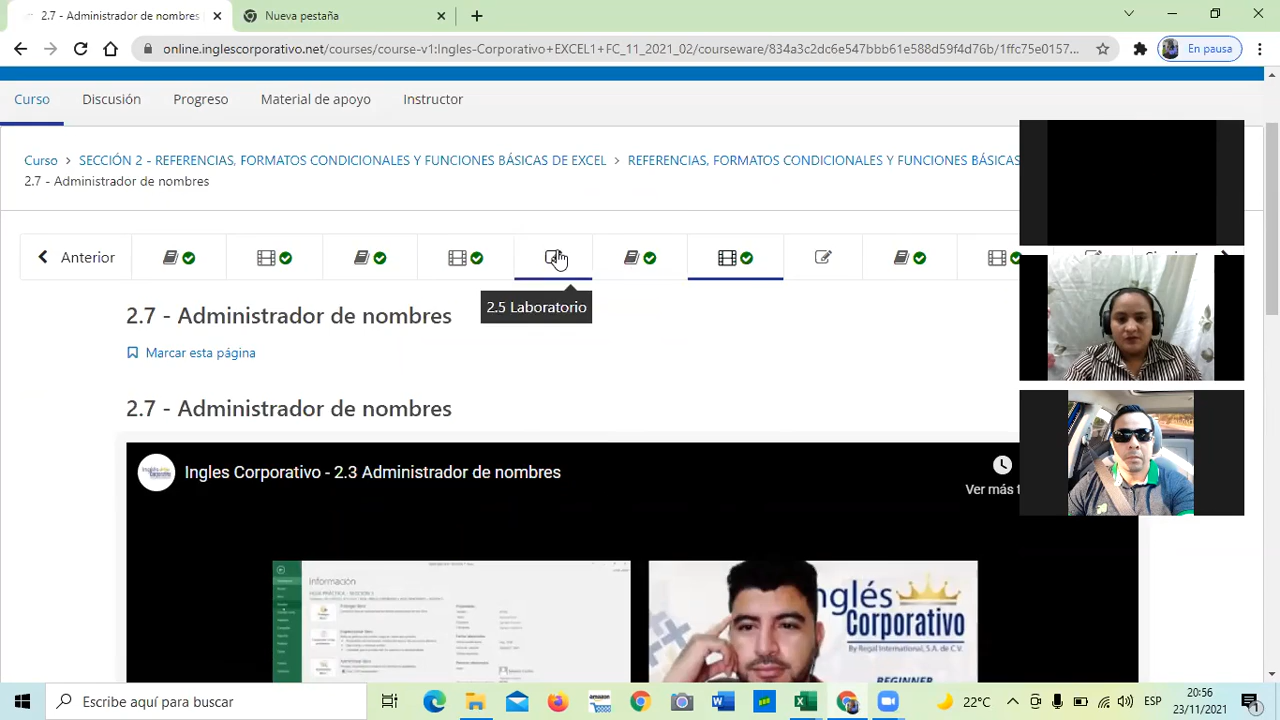 2.7 - Administrador de nombres
Nueva pestaña
online.inglescorporativo.net/courses/course-v1:Ingles-Corporativo+EXCEL1+FC_11_2021_02/courseware/834a3c2dc6e547bbb61e588d59f4d76b/1ffc75e0157...
En pausa
Curso
Discusión
Progreso
Material de apoyo
Instructor
Curso > SECCIÓN 2 - REFERENCIAS, FORMATOS CONDICIONALES Y FUNCIONES BÁSICAS DE EXCEL > REFERENCIAS, FORMATOS CONDICIONALES Y FUNCIONES BÁSICAS
2.7 - Administrador de nombres
Anterior
2.5 Laboratorio
2.7 - Administrador de nombres
Marcar esta página
2.7 - Administrador de nombres
Ingles Corporativo - 2.3 Administrador de nombres
Ver más t
Información
Inglés
corporativo
By Regal International, S.A. de C.V.
BEGINNER
Escribe aquí para buscar
amazon
22°C
ESP
20:56
23/11/2021
1